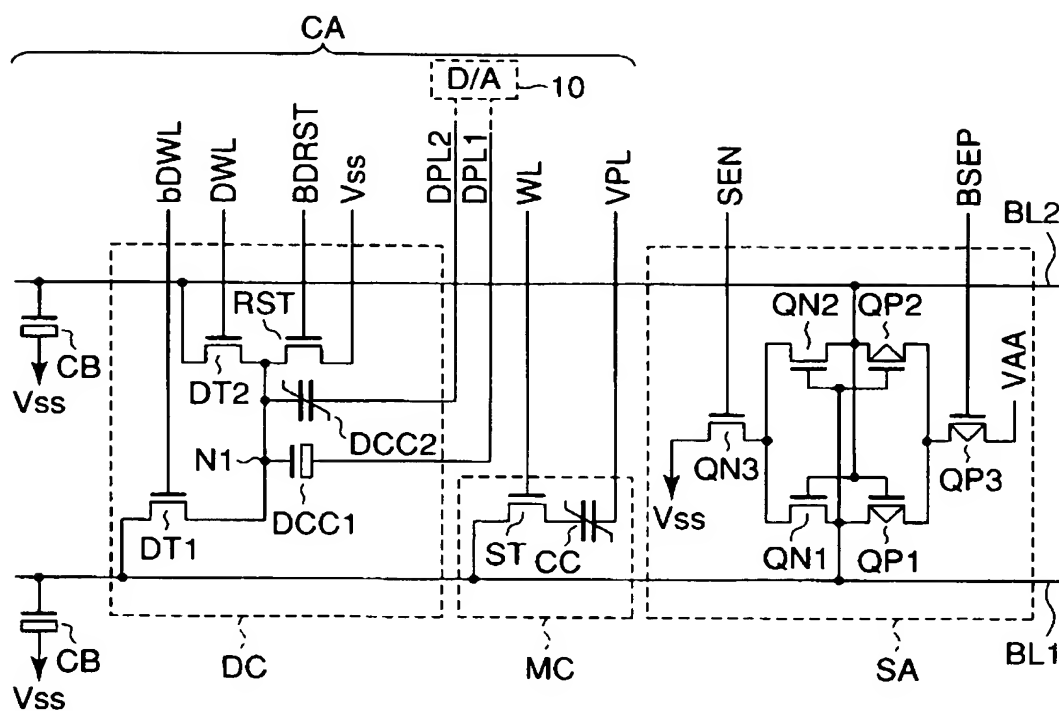 CA
D/A
10
bDWL
DWL
BDRST
Vss
DPL2
DPL1
WL
VPL
SEN
BSEP
BL2
CB
Vss
RST
DT2
DCC2
N1
DCC1
DT1
ST
CC
QN2
QP2
VAA
QN3
QP3
Vss
QN1
QP1
CB
Vss
DC
MC
SA
BL1